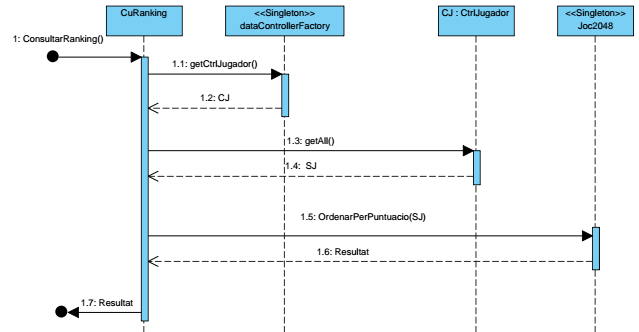 CuRanking
<<Singleton>>
dataControllerFactory
CJ : CtrlJugador
<<Singleton>>
Joc2048
1: ConsultarRanking()
1.1: getCtrlJugador()
1.2: CJ
1.3: getAll()
1.4: SJ
1.5: OrdenarPerPuntuacio(SJ)
1.6: Resultat
1.7: Resultat